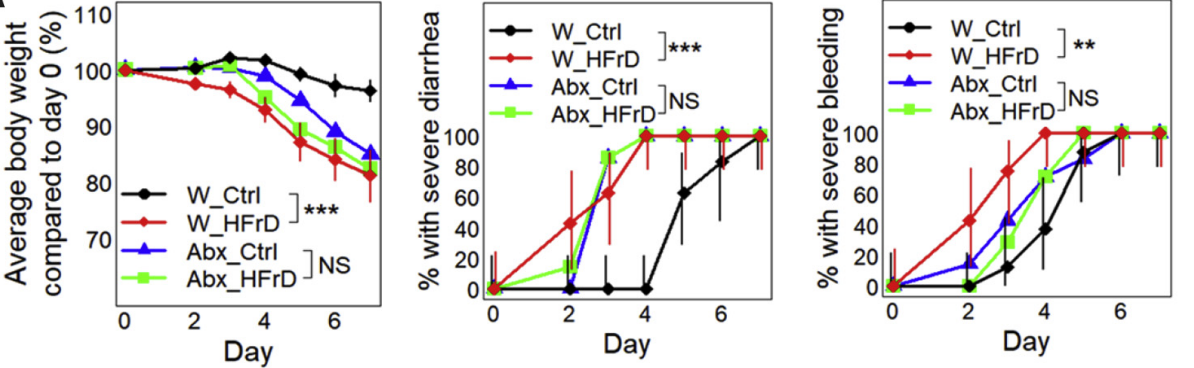 A
Average body weight
compared to day 0 (%)
110
100
90
80
70
W_Ctrl
W_HFrD
***
Abx_Ctrl
Abx_HFrD
NS
0 2 4 6
Day
% with severe diarrhea
W_Ctrl
W_HFrD
***
Abx_Ctrl
Abx_HFrD
NS
100
80
60
40
20
0
0 2 4 6
Day
% with severe bleeding
W_Ctrl
W_HFrD
**
Abx_Ctrl
Abx_HFrD
NS
100
80
60
40
20
0
0 2 4 6
Day